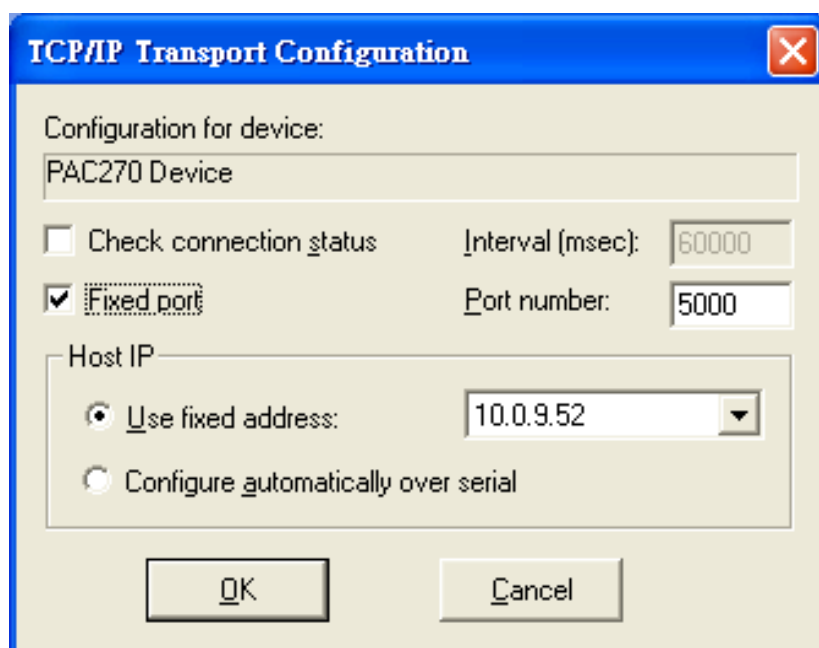 TCP/IP Transport Configuration
Configuration for device:
PAC270 Device
Check connection status Interval (msec): 60000
Fixed port Port number: 5000
Host IP
Use fixed address: 10.0.9.52
Configure automatically over serial
OK Cancel